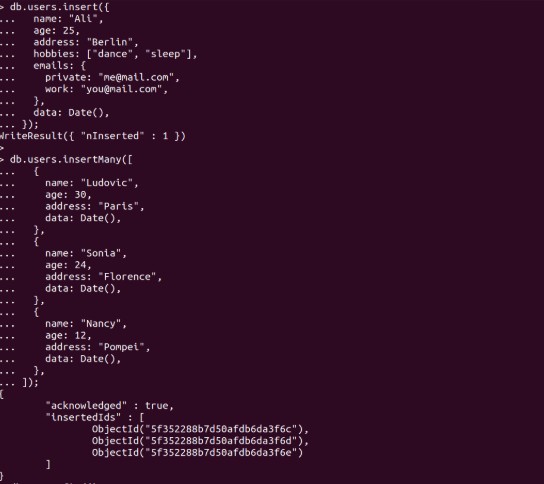 > db.users.insert({
...   name: "Ali",
...   age: 25,
...   address: "Berlin",
...   hobbies: ["dance", "sleep"],
...   emails: {
...     private: "me@mail.com",
...     work: "you@mail.com",
...   },
...   data: Date(),
... });
WriteResult({ "nInserted" : 1 })
>
> db.users.insertMany([
...   {
...     name: "Ludovic",
...     age: 30,
...     address: "Paris",
...     data: Date(),
...   },
...   {
...     name: "Sonia",
...     age: 24,
...     address: "Florence",
...     data: Date(),
...   },
...   {
...     name: "Nancy",
...     age: 12,
...     address: "Pompei",
...     data: Date(),
...   },
... ]);
{
        "acknowledged" : true,
        "insertedIds" : [
                ObjectId("5f352288b7d50afdb6da3f6c"),
                ObjectId("5f352288b7d50afdb6da3f6d"),
                ObjectId("5f352288b7d50afdb6da3f6e")
        ]
}